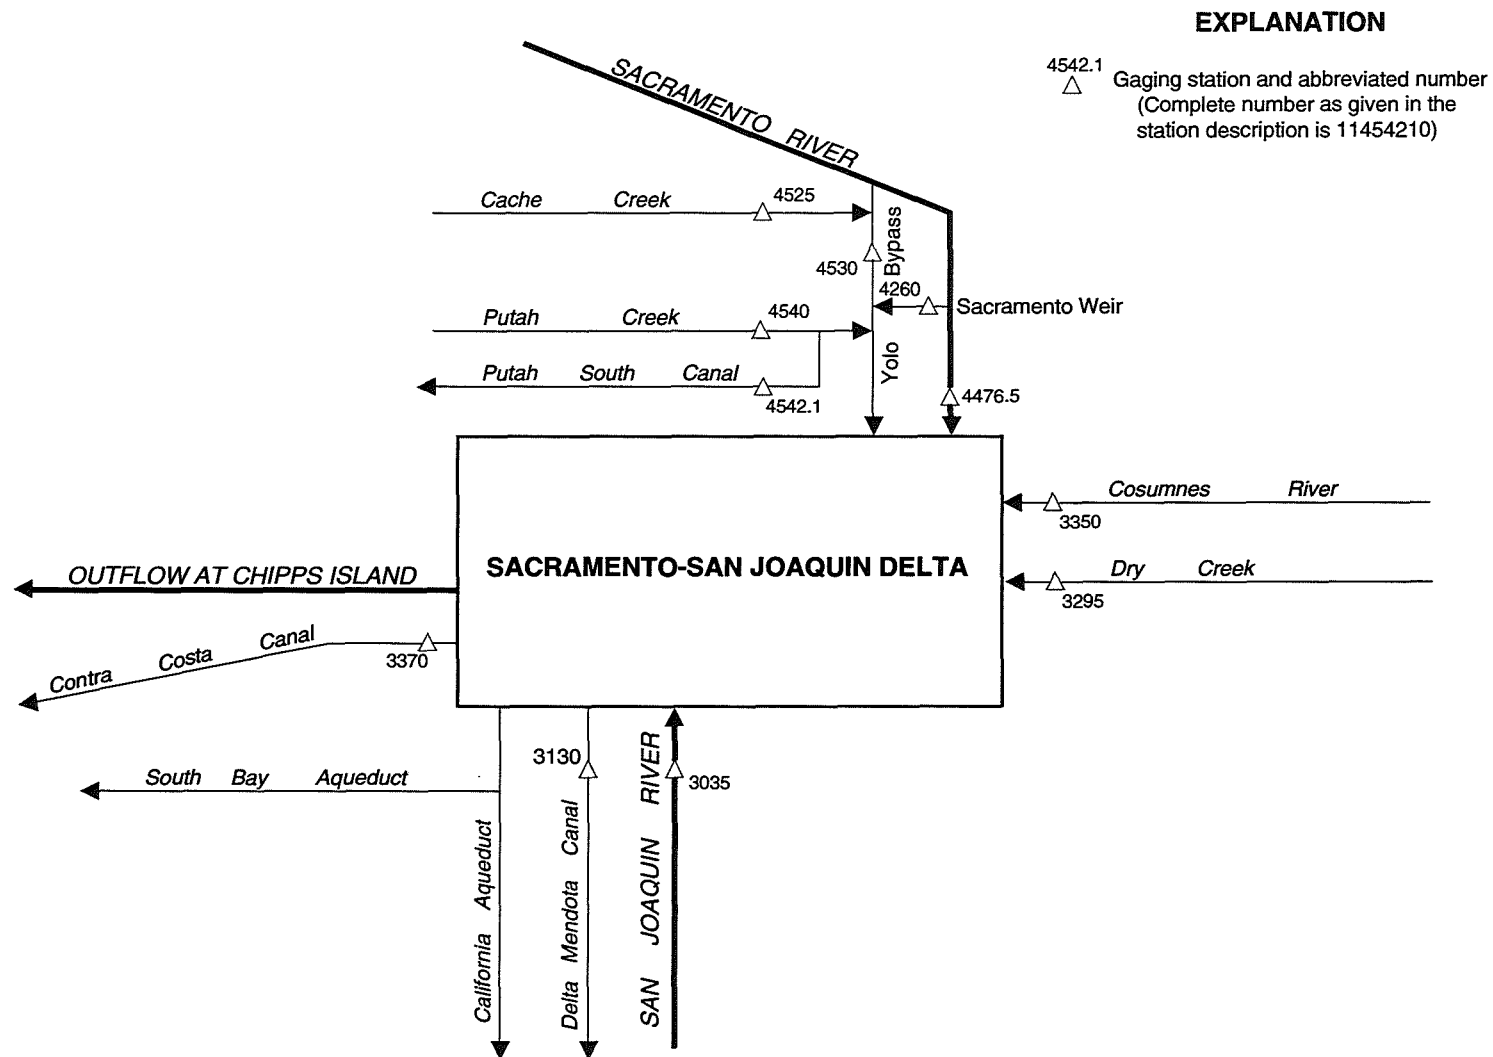 EXPLANATION
4542.1
Gaging station and abbreviated number
(Complete number as given in the
station description is 11454210)
SACRAMENTO RIVER
Cache Creek
4525
Bypass
4530
4260
Sacramento Weir
Putah Creek
4540
Yolo
Putah South Canal
4542.1
4476.5
Cosumnes River
3350
SACRAMENTO-SAN JOAQUIN DELTA
OUTFLOW AT CHIPPS ISLAND
Dry Creek
3295
Contra Costa Canal
3370
South Bay Aqueduct
3130
3035
California Aqueduct
Delta Mendota Canal
SAN JOAQUIN RIVER